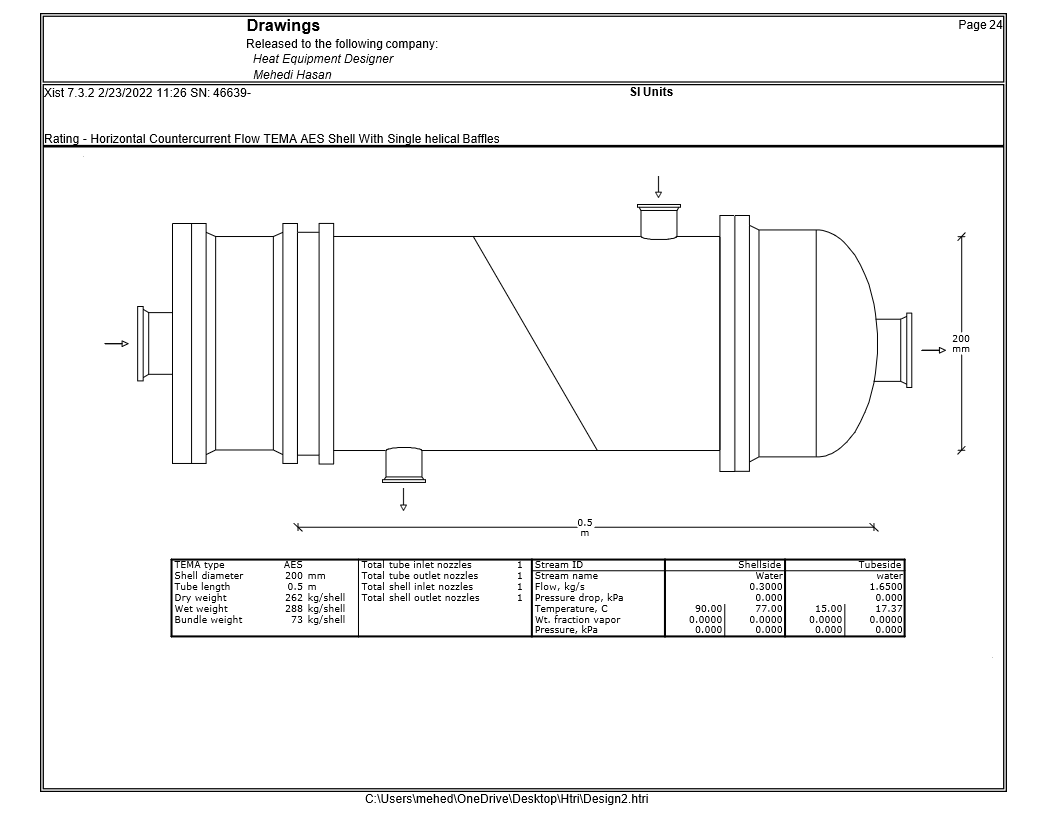 Drawings
Page 24
Released to the following company:
Heat Equipment Designer
Mehedi Hasan
Xist 7.3.2 2/23/2022 11:26 SN: 46639-
SI Units
Rating - Horizontal Countercurrent Flow TEMA AES Shell With Single helical Baffles
200
mm
0.5
m
TEMA type AES Total tube inlet nozzles 1 Stream ID Shellside Tubeside
Shell diameter 200 mm Total tube outlet nozzles 1 Stream name Water water
Tube length 0.5 m Total shell inlet nozzles 1 Flow, kg/s 0.3000 1.6500
Dry weight 262 kg/shell Total shell outlet nozzles 1 Pressure drop, kPa 0.000 0.000
Wet weight 288 kg/shell Temperature, C 90.00 77.00 15.00 17.37
Bundle weight 73 kg/shell Wt. fraction vapor 0.0000 0.0000 0.0000 0.0000
Pressure, kPa 0.000 0.000 0.000 0.000
C:\Users\mehed\OneDrive\Desktop\Htri\Design2.htri